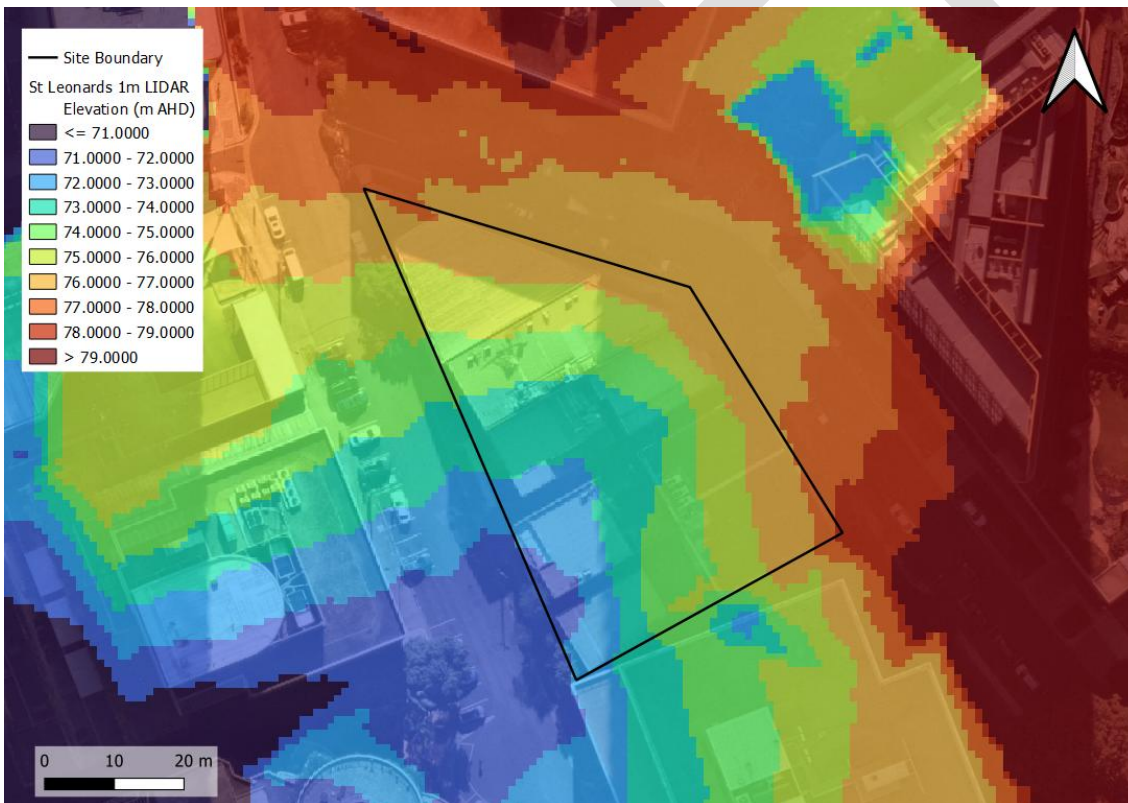 Site Boundary
St Leonards 1m LIDAR
Elevation (m AHD)
<= 71.0000
71.0000 - 72.0000
72.0000 - 73.0000
73.0000 - 74.0000
74.0000 - 75.0000
75.0000 - 76.0000
76.0000 - 77.0000
77.0000 - 78.0000
78.0000 - 79.0000
> 79.0000
0 10 20 m